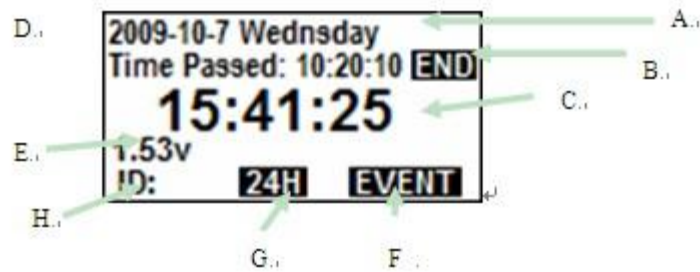 D.
2009-10-7 Wednsday
A.
Time Passed: 10:20:10 END
B.
15:41:25
C.
E.
1.53v
ID: 24H EVENT
H.
G.
F.